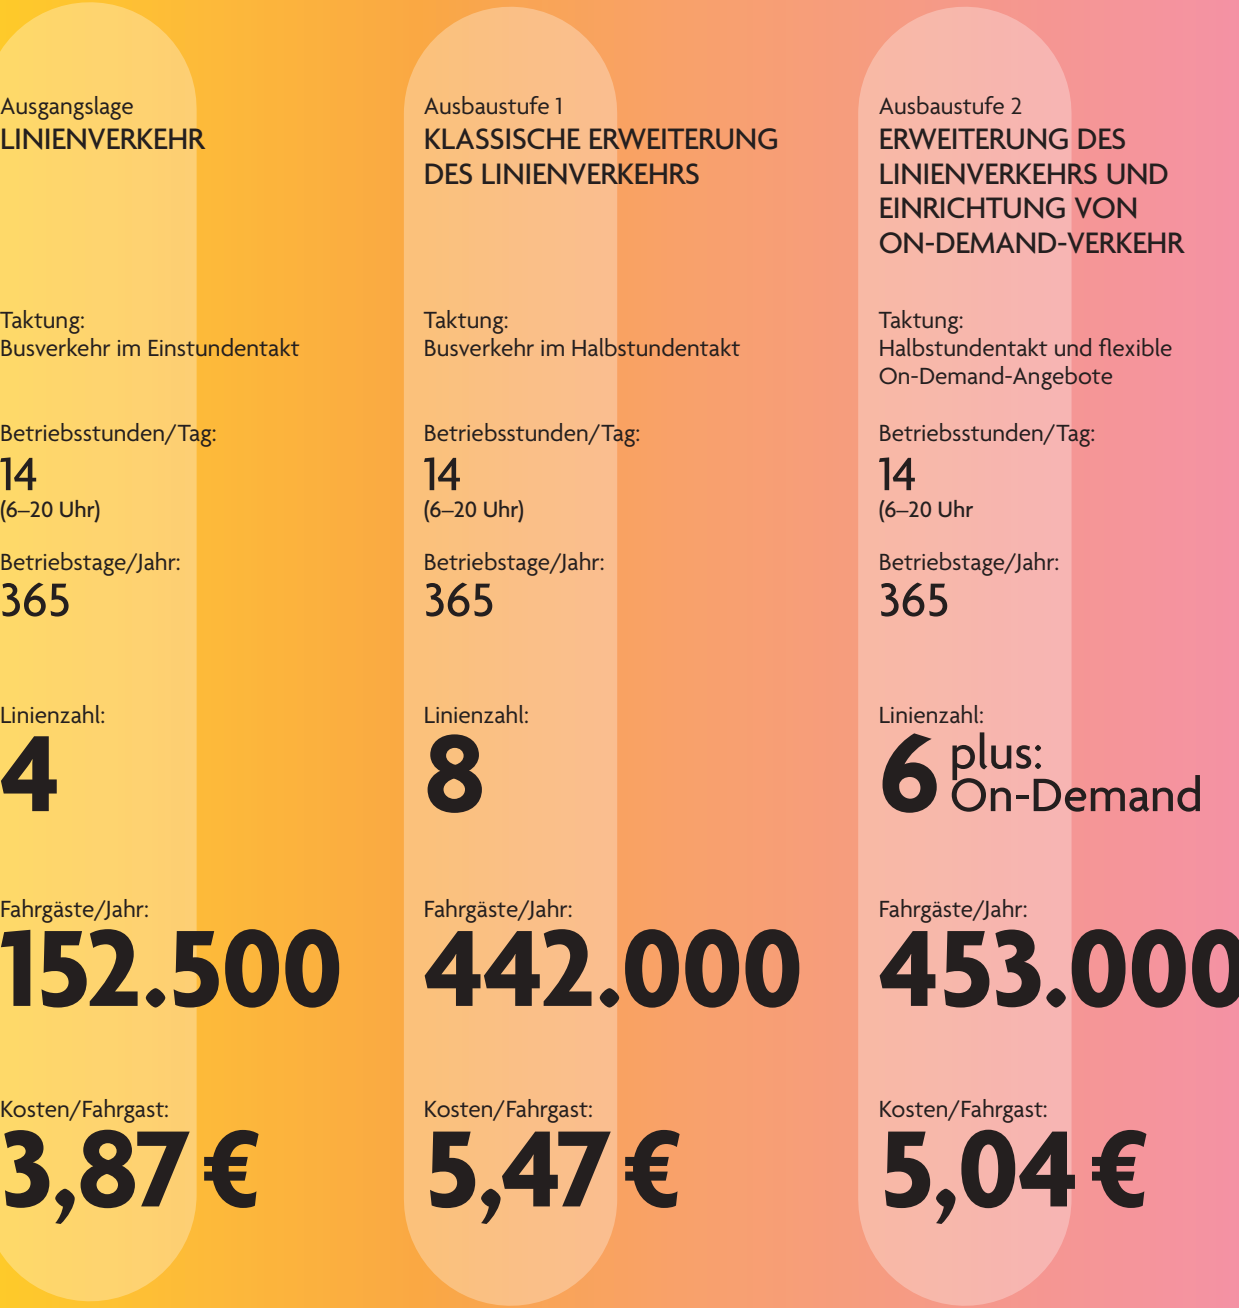 Ausgangslage
LINIENVERKEHR
Taktung:
Busverkehr im Einstundentakt
Betriebsstunden/Tag:
14
(6–20 Uhr)
Betriebstage/Jahr:
365
Linienzahl:
4
Fahrgäste/Jahr:
152.500
Kosten/Fahrgast:
3,87 €
Ausbaustufe 1
KLASSISCHE ERWEITERUNG
DES LINIENVERKEHRS
Taktung:
Busverkehr im Halbstundentakt
Betriebsstunden/Tag:
14
(6–20 Uhr)
Betriebstage/Jahr:
365
Linienzahl:
8
Fahrgäste/Jahr:
442.000
Kosten/Fahrgast:
5,47 €
Ausbaustufe 2
ERWEITERUNG DES
LINIENVERKEHRS UND
EINRICHTUNG VON
ON-DEMAND-VERKEHR
Taktung:
Halbstundentakt und flexible
On-Demand-Angebote
Betriebsstunden/Tag:
14
(6–20 Uhr
Betriebstage/Jahr:
365
Linienzahl:
6 plus:
On-Demand
Fahrgäste/Jahr:
453.000
Kosten/Fahrgast:
5,04 €